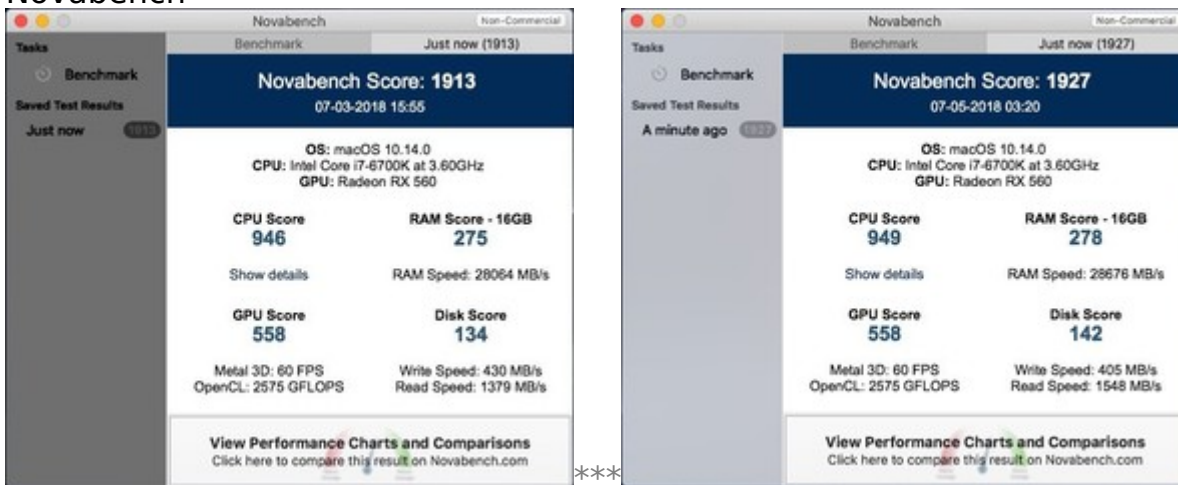 Novabench
Novabench
Non-Commercial
Tasks
Benchmark
Saved Test Results
Just now
1913
Benchmark
Just now (1913)
Novabench Score: 1913
07-03-2018 15:55
OS: macOS 10.14.0
CPU: Intel Core i7-6700K at 3.60GHz
GPU: Radeon RX 560
CPU Score
946
Show details
RAM Score - 16GB
275
RAM Speed: 28064 MB/s
GPU Score
558
Metal 3D: 60 FPS
OpenCL: 2575 GFLOPS
Disk Score
134
Write Speed: 430 MB/s
Read Speed: 1379 MB/s
View Performance Charts and Comparisons
Click here to compare this result on Novabench.com
***
Novabench
Non-Commercial
Tasks
Benchmark
Saved Test Results
A minute ago
1927
Benchmark
Just now (1927)
Novabench Score: 1927
07-05-2018 03:20
OS: macOS 10.14.0
CPU: Intel Core i7-6700K at 3.60GHz
GPU: Radeon RX 560
CPU Score
949
Show details
RAM Score - 16GB
278
RAM Speed: 28676 MB/s
GPU Score
558
Metal 3D: 60 FPS
OpenCL: 2575 GFLOPS
Disk Score
142
Write Speed: 405 MB/s
Read Speed: 1548 MB/s
View Performance Charts and Comparisons
Click here to compare this result on Novabench.com